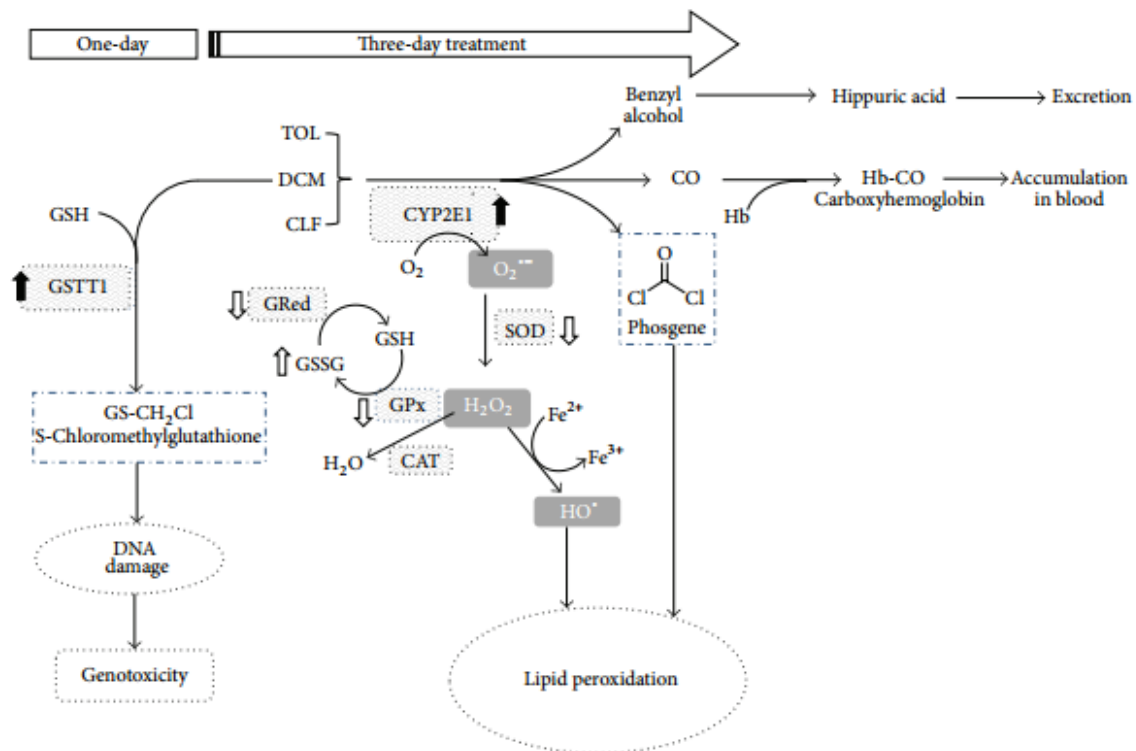 One-day
Three-day treatment
Benzyl
alcohol
Hippuric acid
Excretion
TOL
DCM
CLF
CO
Hb
Hb-CO
Carboxyhemoglobin
Accumulation
in blood
GSH
GSTT1
CYP2E1
O₂
O₂•−
O
Cl
Cl
Phosgene
GRed
GSH
GSSG
SOD
GPx
H₂O₂
Fe²⁺
Fe³⁺
H₂O
CAT
HO•
GS-CH₂Cl
S-Chloromethylglutathione
DNA
damage
Genotoxicity
Lipid peroxidation